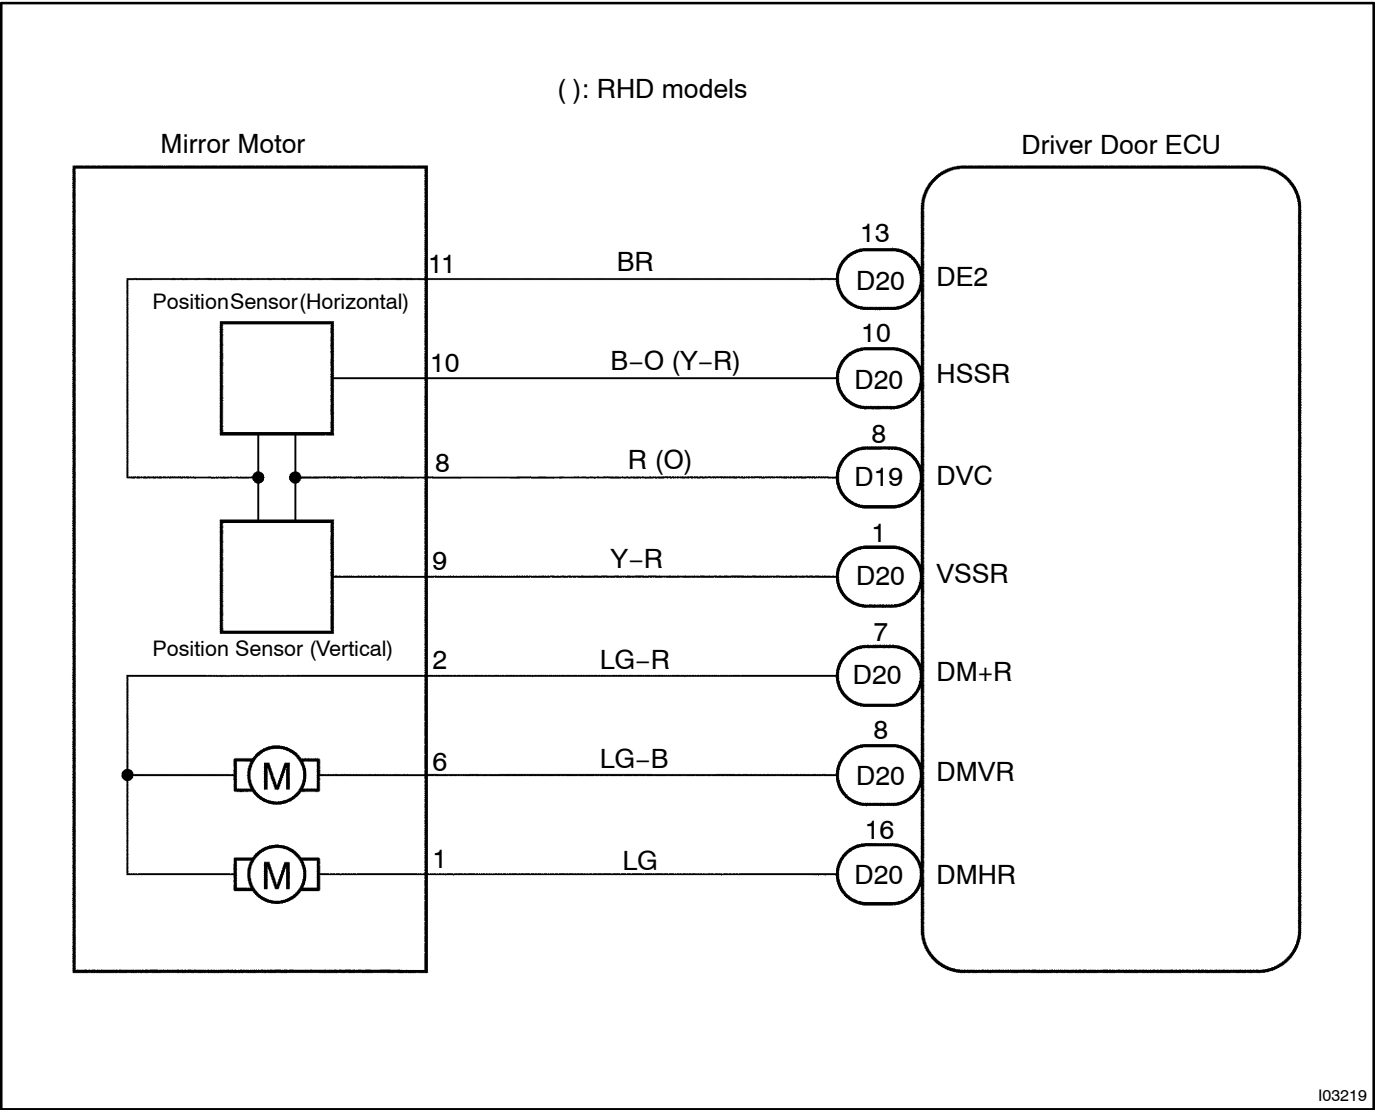 ( ): RHD models
Mirror Motor
Driver Door ECU
13
11
BR
D20
DE2
Position Sensor (Horizontal)
10
10
B−O (Y−R)
D20
HSSR
8
8
R (O)
D19
DVC
1
9
Y−R
D20
VSSR
Position Sensor (Vertical)
7
2
LG−R
D20
DM+R
8
6
LG−B
M
D20
DMVR
16
1
LG
M
D20
DMHR
I03219